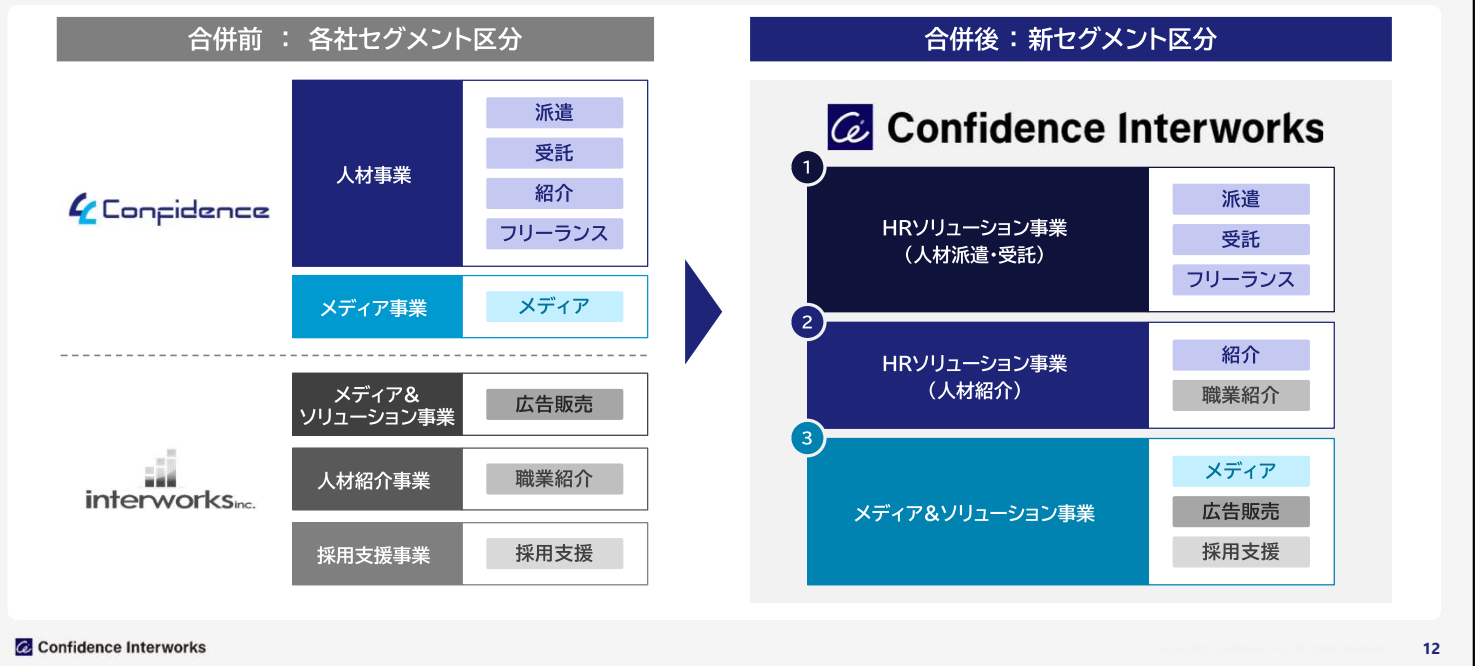 合併前 : 各社セグメント区分
Confidence
人材事業
派遣
受託
紹介
フリーランス
メディア事業
メディア
interworks inc.
メディア&
ソリューション事業
広告販売
人材紹介事業
職業紹介
採用支援事業
採用支援
合併後:新セグメント区分
Confidence Interworks
1
HRソリューション事業
(人材派遣・受託)
派遣
受託
フリーランス
2
HRソリューション事業
(人材紹介)
紹介
職業紹介
3
メディア&ソリューション事業
メディア
広告販売
採用支援
Confidence Interworks
12